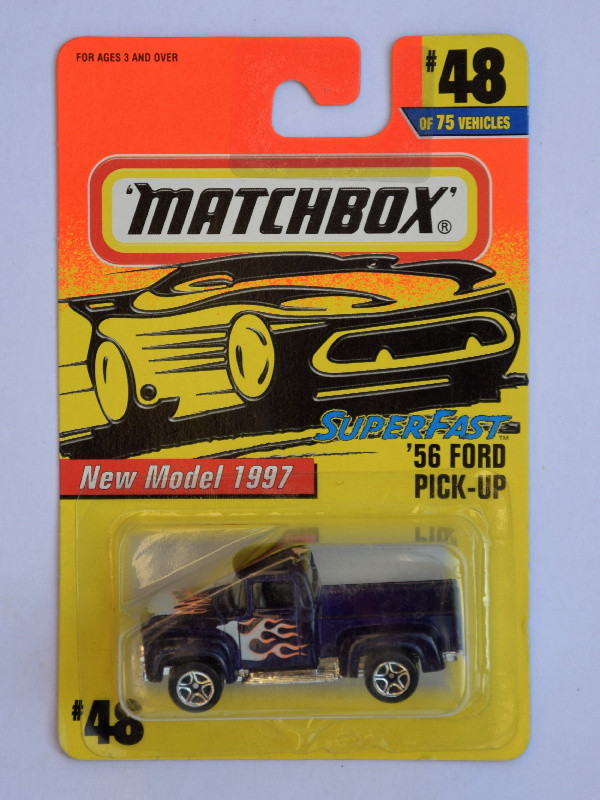 FOR AGES 3 AND OVER
#48
OF 75 VEHICLES
'MATCHBOX'®
SUPERFAST™
'56 FORD
PICK-UP
New Model 1997
#48